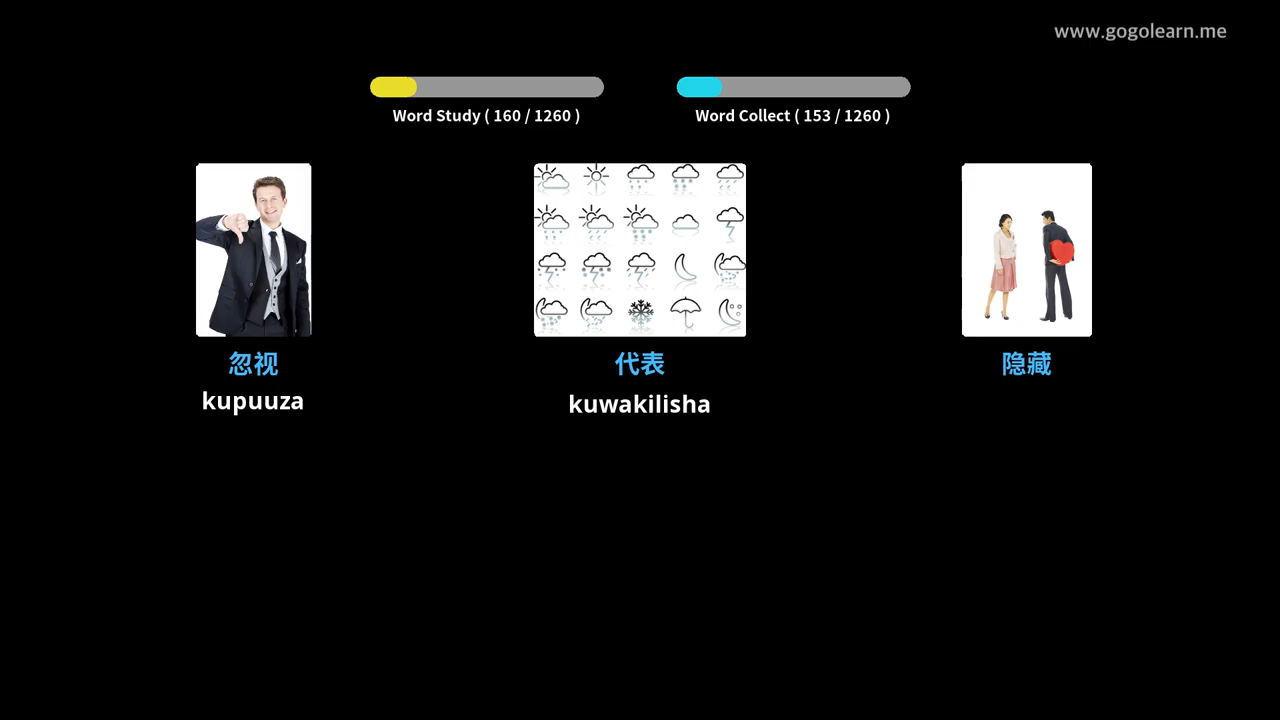 www.gogolearn.me
Word Study ( 160 / 1260 )
Word Collect ( 153 / 1260 )
忽视
代表
隐藏
kupuuza
kuwakilisha